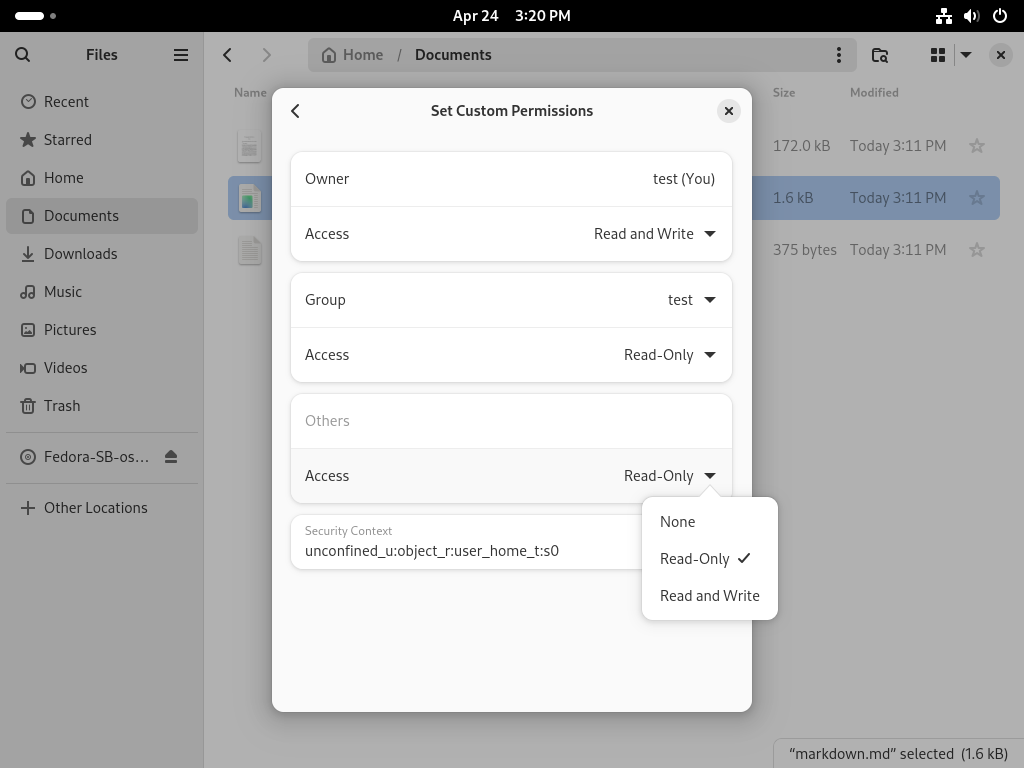 Apr 24 3:20 PM
Files
Home / Documents
Recent
Starred
Home
Documents
Downloads
Music
Pictures
Videos
Trash
Fedora-SB-os…
Other Locations
Name Size Modified
172.0 kB Today 3:11 PM
1.6 kB Today 3:11 PM
375 bytes Today 3:11 PM
Set Custom Permissions
Owner test (You)
Access Read and Write
Group test
Access Read-Only
Others
Access Read-Only
None
Read-Only
Read and Write
Security Context
unconfined_u:object_r:user_home_t:s0
“markdown.md” selected (1.6 kB)